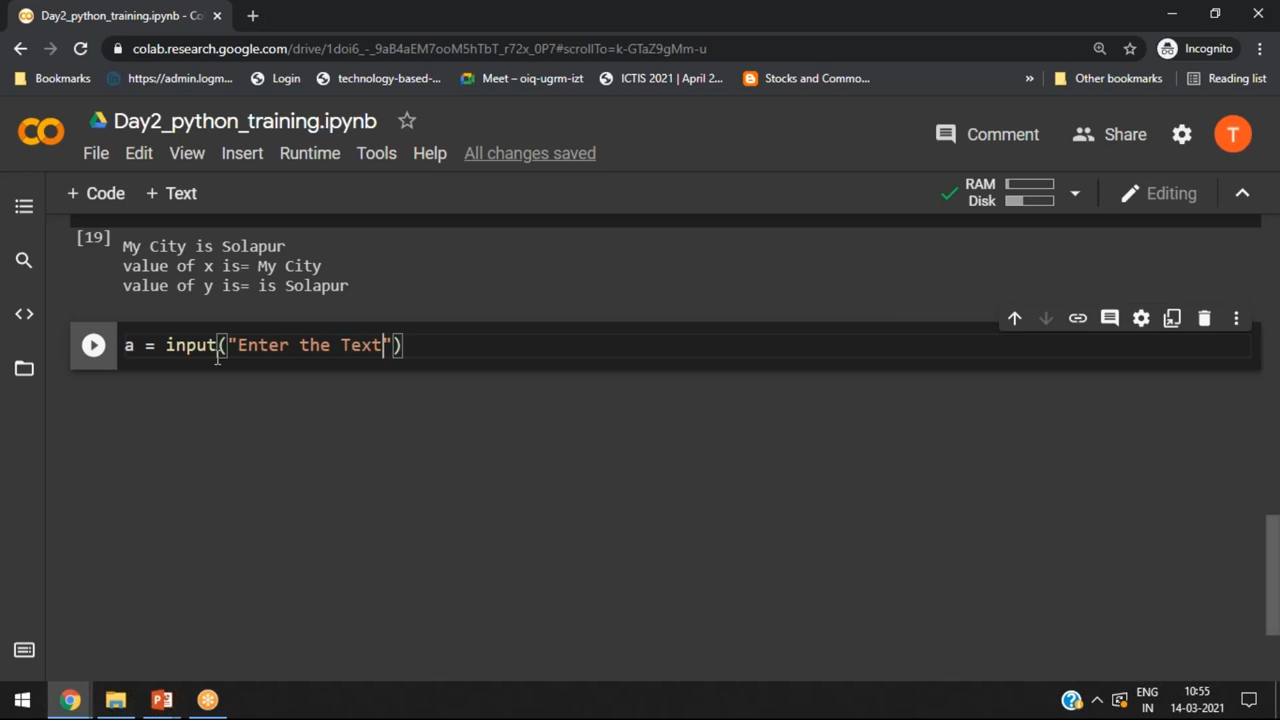 Day2_python_training.ipynb - Co
colab.research.google.com/drive/1doi6_-_9aB4aEM7ooM5hTbT_r72x_0P7#scrollTo=k-GTaZ9gMm-u
Incognito
Bookmarks
https://admin.logm...
Login
technology-based-...
Meet – oiq-ugrm-izt
ICTIS 2021 | April 2...
Stocks and Commo...
»
Other bookmarks
Reading list
Day2_python_training.ipynb
Comment
Share
T
File Edit View Insert Runtime Tools Help All changes saved
+ Code + Text
RAM
Disk
Editing
[19]
My City is Solapur
value of x is= My City
value of y is= is Solapur
a = input("Enter the Text")
ENG
IN
10:55
14-03-2021